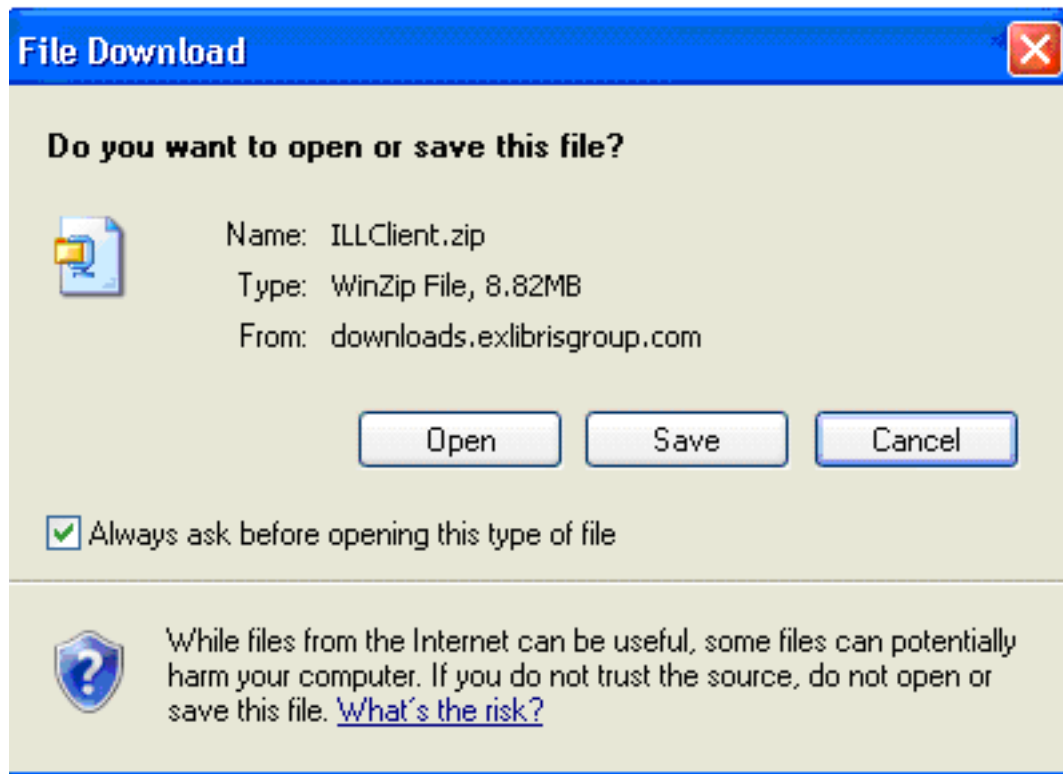 File Download
Do you want to open or save this file?
Name: ILLClient.zip
Type: WinZip File, 8.82MB
From: downloads.exlibrisgroup.com
Open Save Cancel
Always ask before opening this type of file
While files from the Internet can be useful, some files can potentially
harm your computer. If you do not trust the source, do not open or
save this file. What´s the risk?